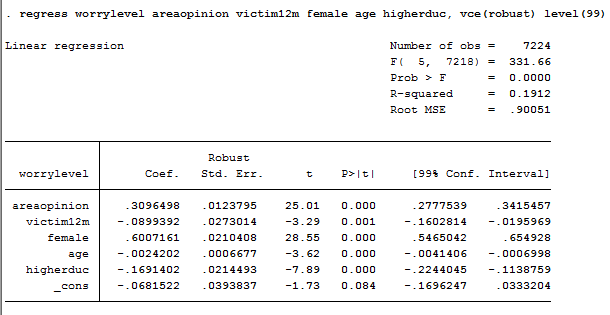 . regress worrylevel areaopinion victim12m female age higheduc, vce(robust) level(99)
Linear regression Number of obs = 7224
F( 5, 7218) = 331.66
Prob > F = 0.0000
R-squared = 0.1912
Root MSE = .90051
Robust
worrylevel Coef. Std. Err. t P>|t| [99% Conf. Interval]
areaopinion .3096498 .0123795 25.01 0.000 .2777539 .3415457
victim12m -.0899392 .0273014 -3.29 0.001 -.1602814 -.0195969
female .6007161 .0210408 28.55 0.000 .5465042 .654928
age -.0024202 .0006677 -3.62 0.000 -.0041406 -.0006998
higherduc -.1691402 .0214493 -7.89 0.000 -.2244045 -.1138759
_cons -.0681522 .0393837 -1.73 0.084 -.1696247 .0333204